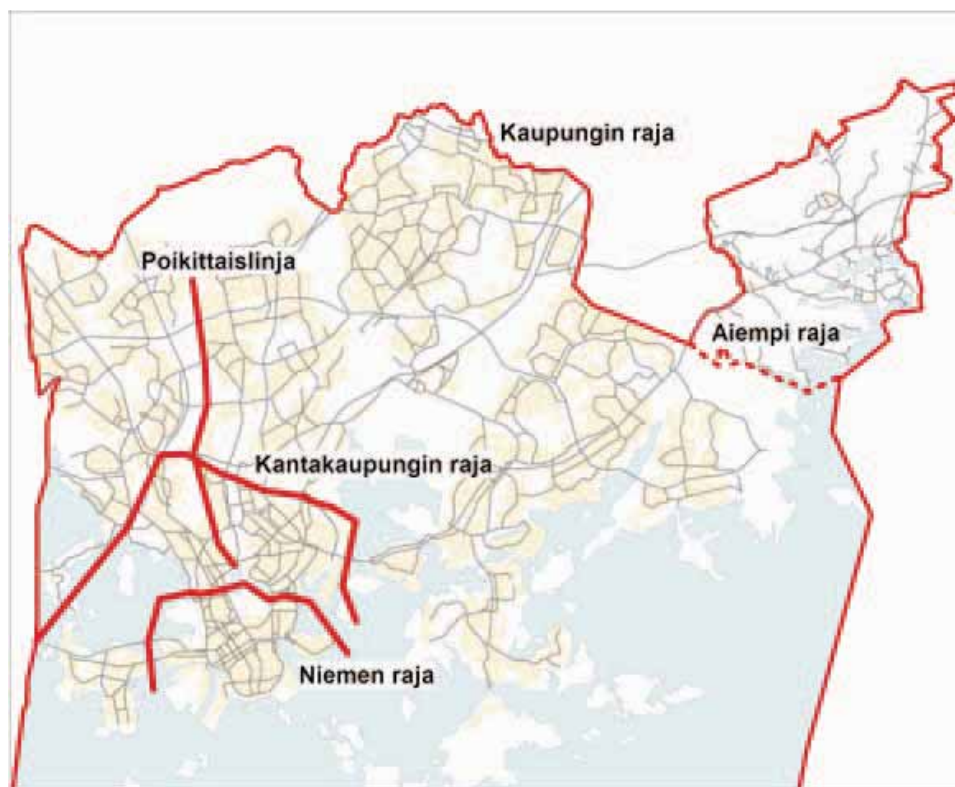 Kaupungin raja
Poikittaislinja
Aiempi raja
Kantakaupungin raja
Niemen raja